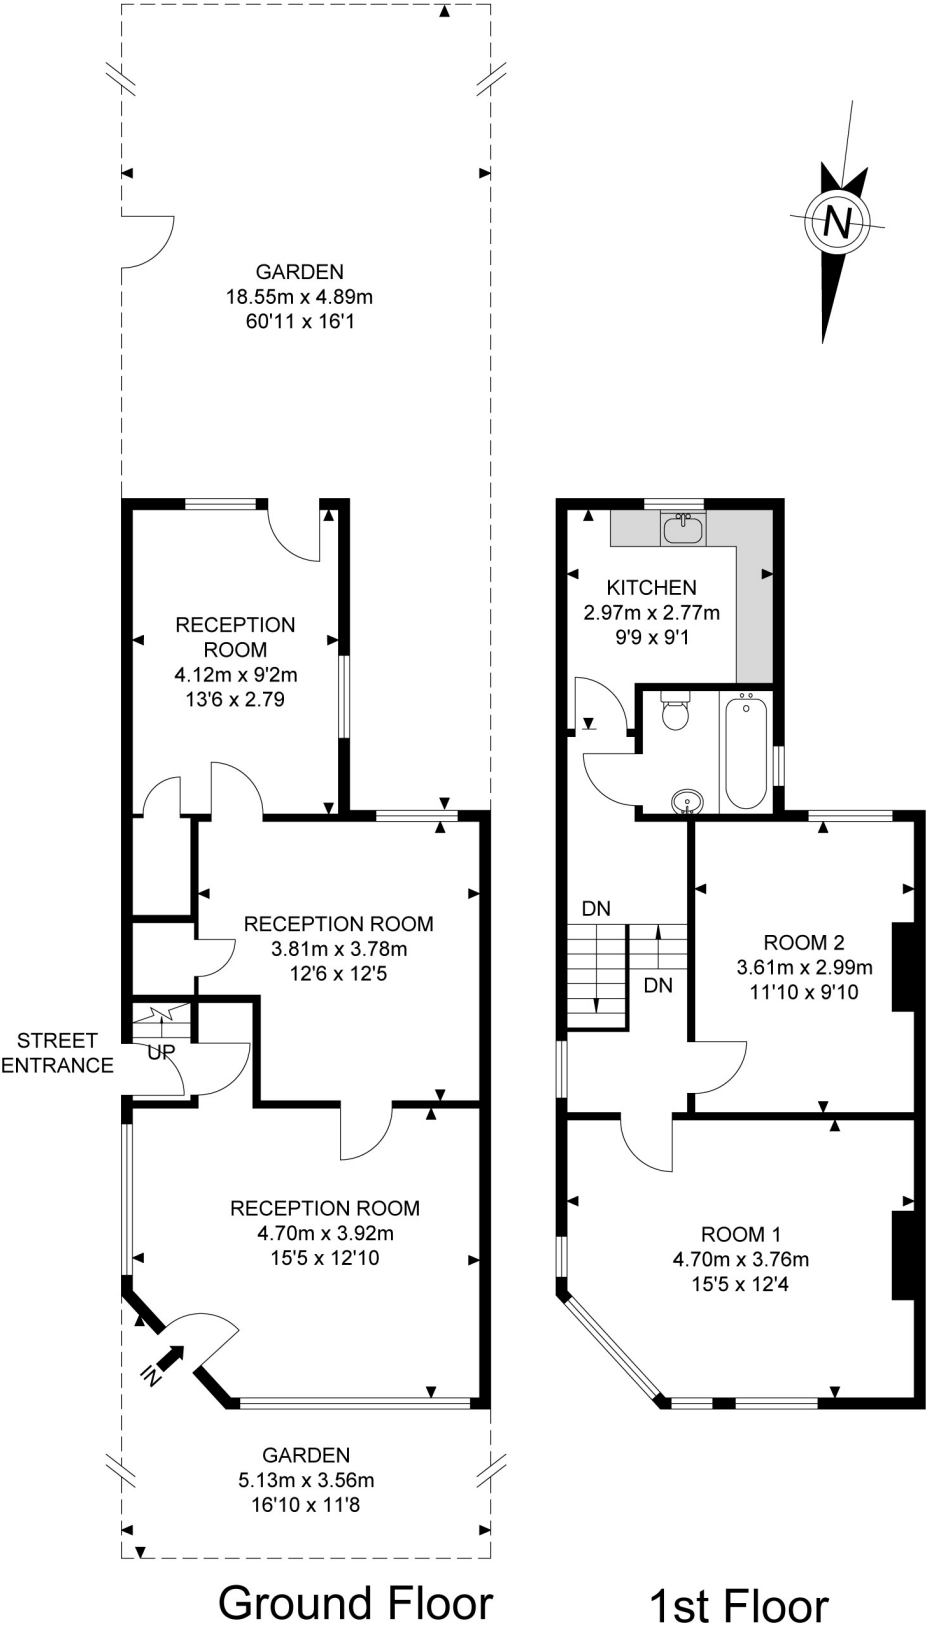 N
GARDEN
18.55m x 4.89m
60'11 x 16'1
RECEPTION
ROOM
4.12m x 9'2m
13'6 x 2.79
RECEPTION ROOM
3.81m x 3.78m
12'6 x 12'5
STREET
ENTRANCE
UP
RECEPTION ROOM
4.70m x 3.92m
15'5 x 12'10
IN
GARDEN
5.13m x 3.56m
16'10 x 11'8
Ground Floor
KITCHEN
2.97m x 2.77m
9'9 x 9'1
DN
DN
ROOM 2
3.61m x 2.99m
11'10 x 9'10
ROOM 1
4.70m x 3.76m
15'5 x 12'4
1st Floor